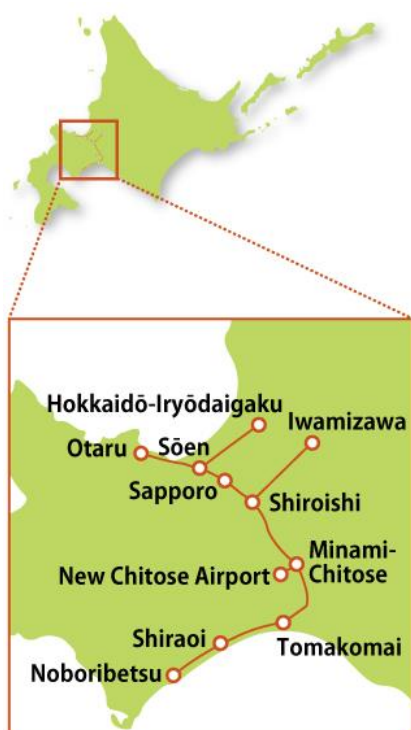 Hokkaidō-Iryōdaigaku
Iwamizawa
Otaru
Sōen
Sapporo
Shiroishi
Minami-
Chitose
New Chitose Airport
Shiraoi
Tomakomai
Noboribetsu